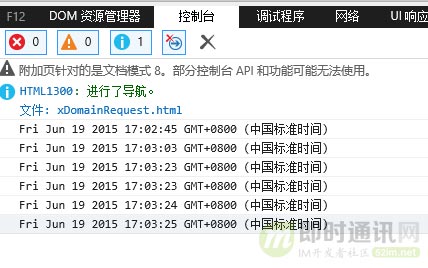 F12 DOM 资源管理器 控制台 调试程序 网络 UI 响应
0 0 1
附加页针对的是文档模式 8。部分控制台 API 和功能可能无法使用。
HTML1300: 进行了导航。
文件: xDomainRequest.html
Fri Jun 19 2015 17:02:45 GMT+0800 (中国标准时间)
Fri Jun 19 2015 17:03:03 GMT+0800 (中国标准时间)
Fri Jun 19 2015 17:03:23 GMT+0800 (中国标准时间)
Fri Jun 19 2015 17:03:23 GMT+0800 (中国标准时间)
Fri Jun 19 2015 17:03:24 GMT+0800 (中国标准时间)
Fri Jun 19 2015 17:03:25 GMT+0800 (中国标准时间)
即时通讯网
IM开发者社区 52im.net